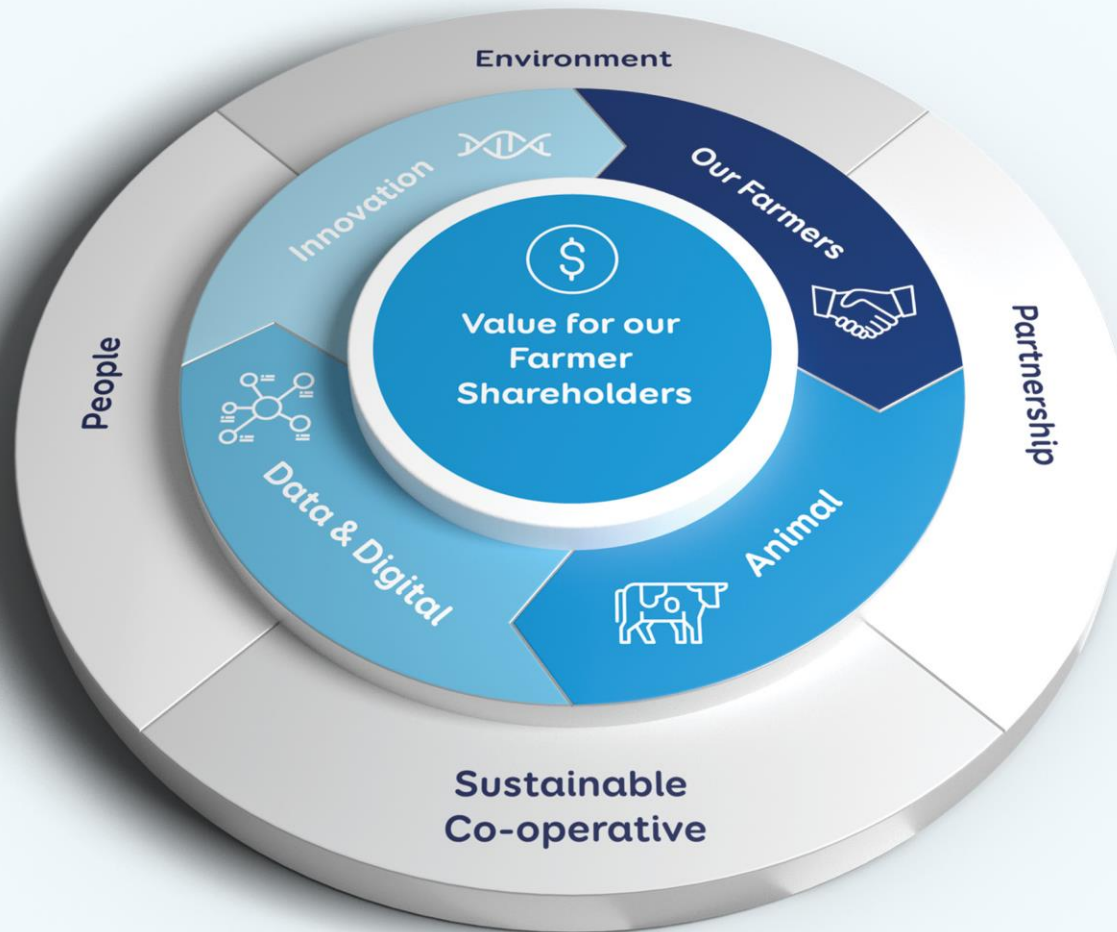 Environment
Innovation
Our Farmers
Value for our
Farmer
Shareholders
People
Partnership
Data & Digital
Animal
Sustainable
Co-operative